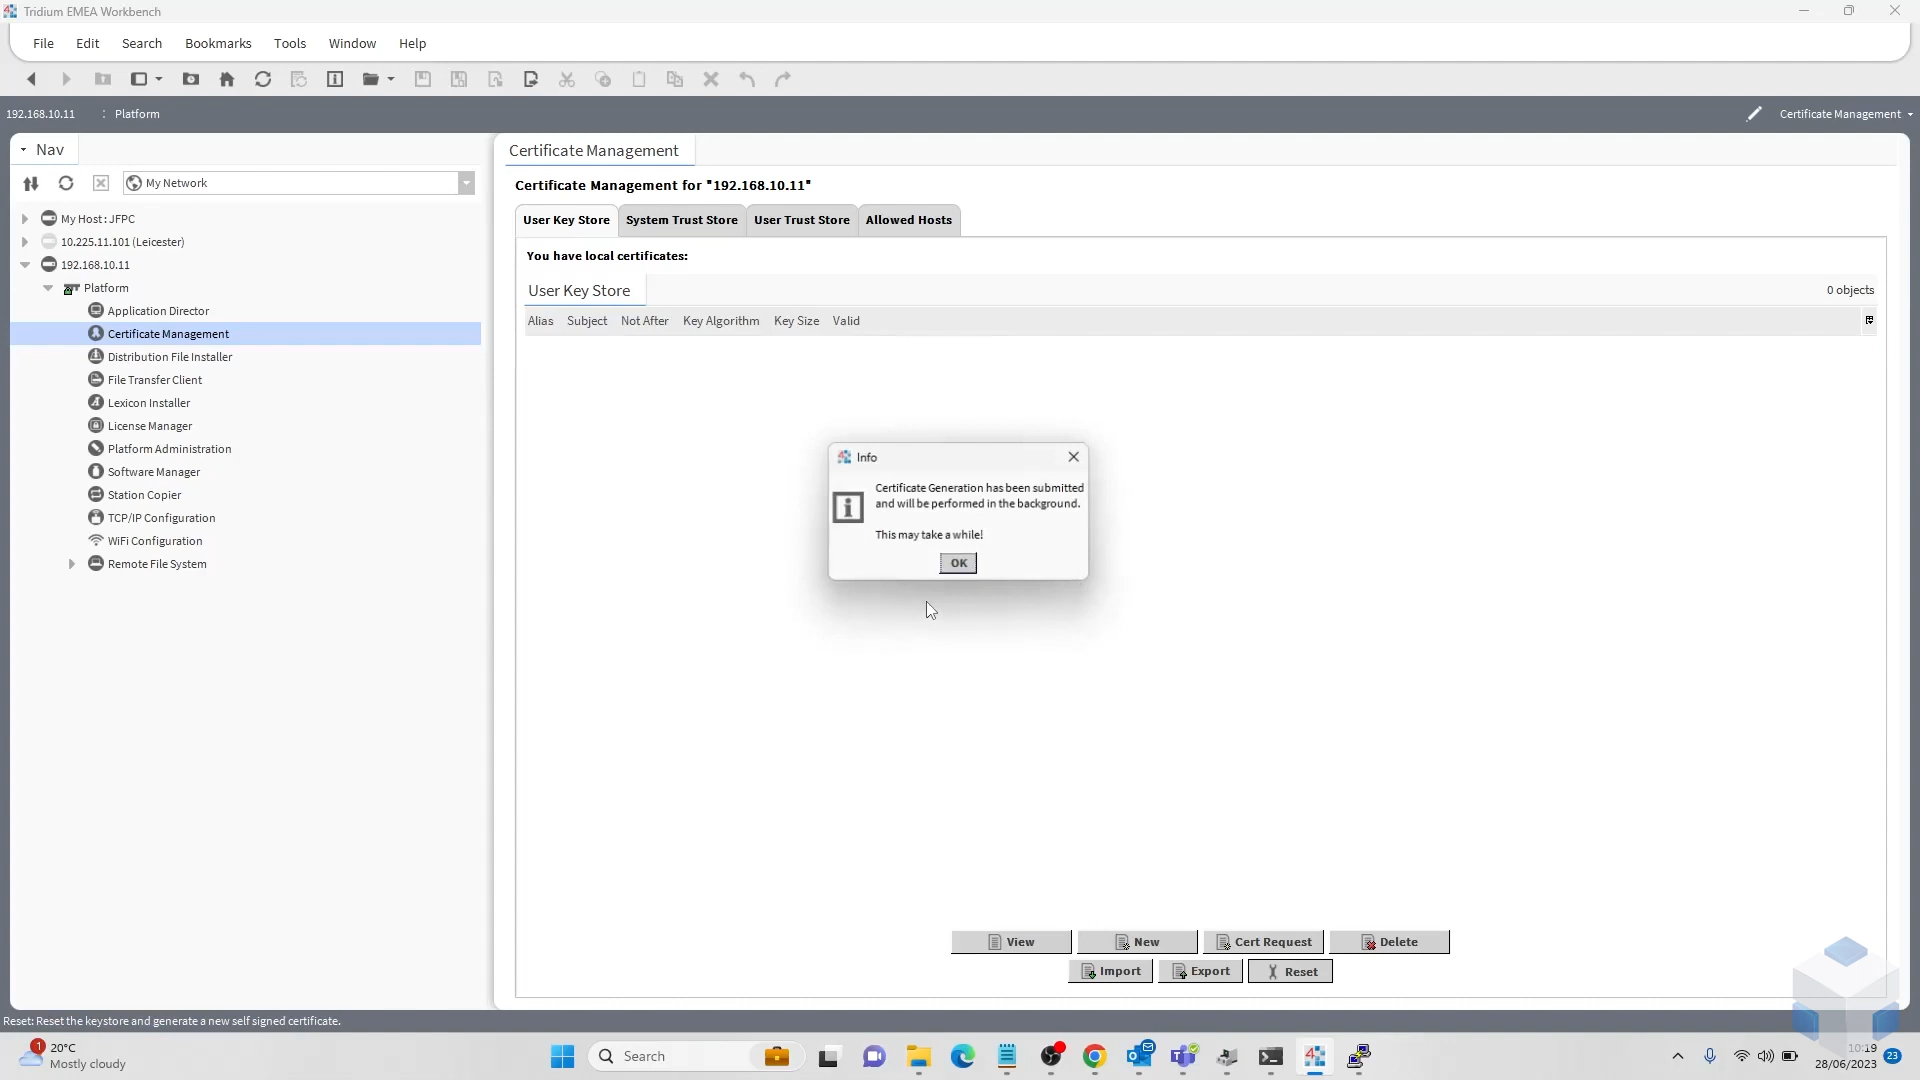 Tridium EMEA Workbench
File Edit Search Bookmarks Tools Window Help
192.168.10.11 : Platform
Certificate Management
Nav
My Network
My Host : JFPC
10.225.11.101 (Leicester)
192.168.10.11
Platform
Application Director
Certificate Management
Distribution File Installer
File Transfer Client
Lexicon Installer
License Manager
Platform Administration
Software Manager
Station Copier
TCP/IP Configuration
WiFi Configuration
Remote File System
Certificate Management
Certificate Management for "192.168.10.11"
User Key Store System Trust Store User Trust Store Allowed Hosts
You have local certificates:
User Key Store
0 objects
Alias Subject Not After Key Algorithm Key Size Valid
Info
Certificate Generation has been submitted
and will be performed in the background.
This may take a while!
OK
View New Cert Request Delete
Import Export Reset
Reset: Reset the keystore and generate a new self signed certificate.
1
20°C
Mostly cloudy
Search
10:19
28/06/2023
23